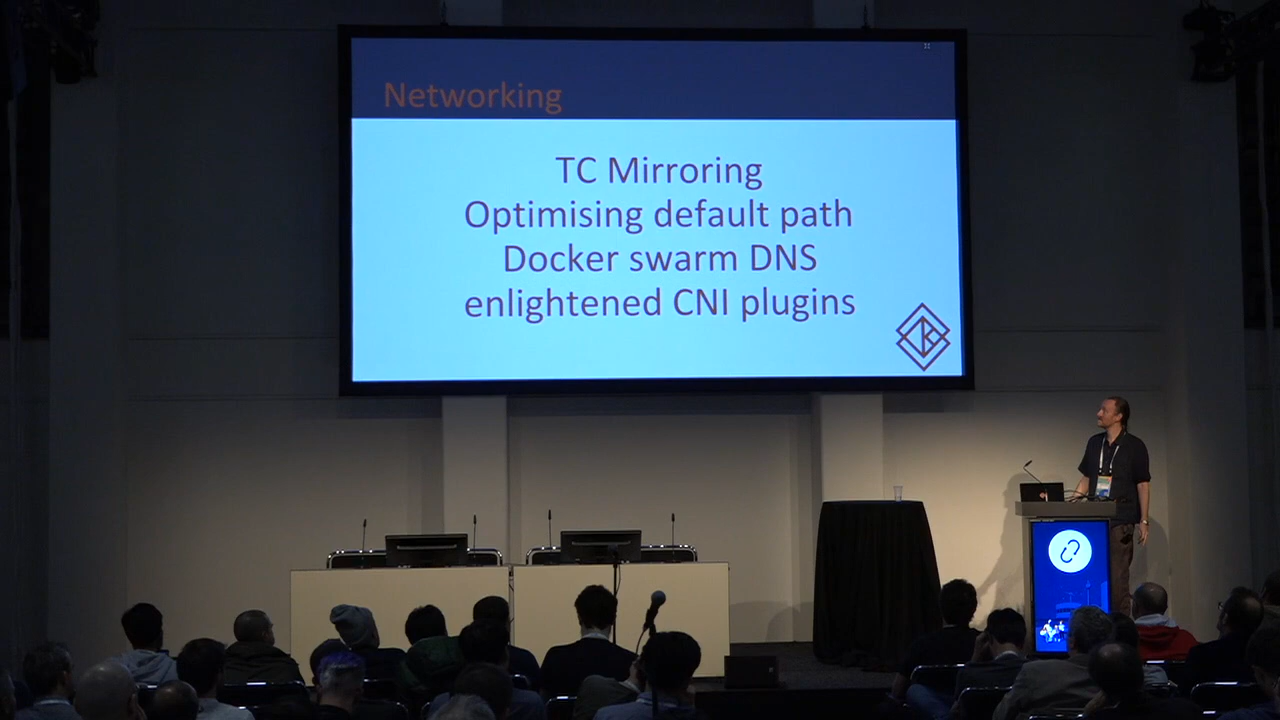 Networking
TC Mirroring
Optimising default path
Docker swarm DNS
enlightened CNI plugins